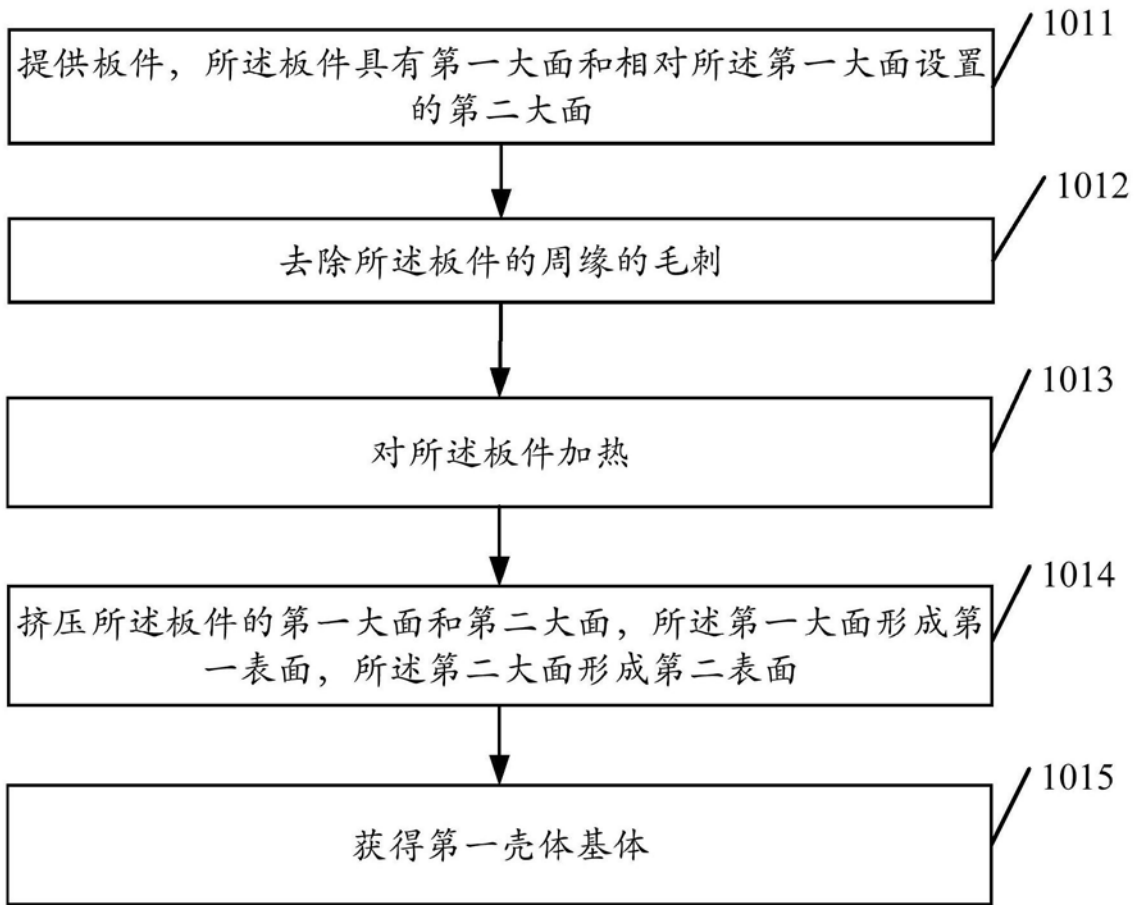 1011
提供板件，所述板件具有第一大面和相对所述第一大面设置
的第二大面
1012
去除所述板件的周缘的毛刺
1013
对所述板件加热
1014
挤压所述板件的第一大面和第二大面，所述第一大面形成第
一表面，所述第二大面形成第二表面
1015
获得第一壳体基体